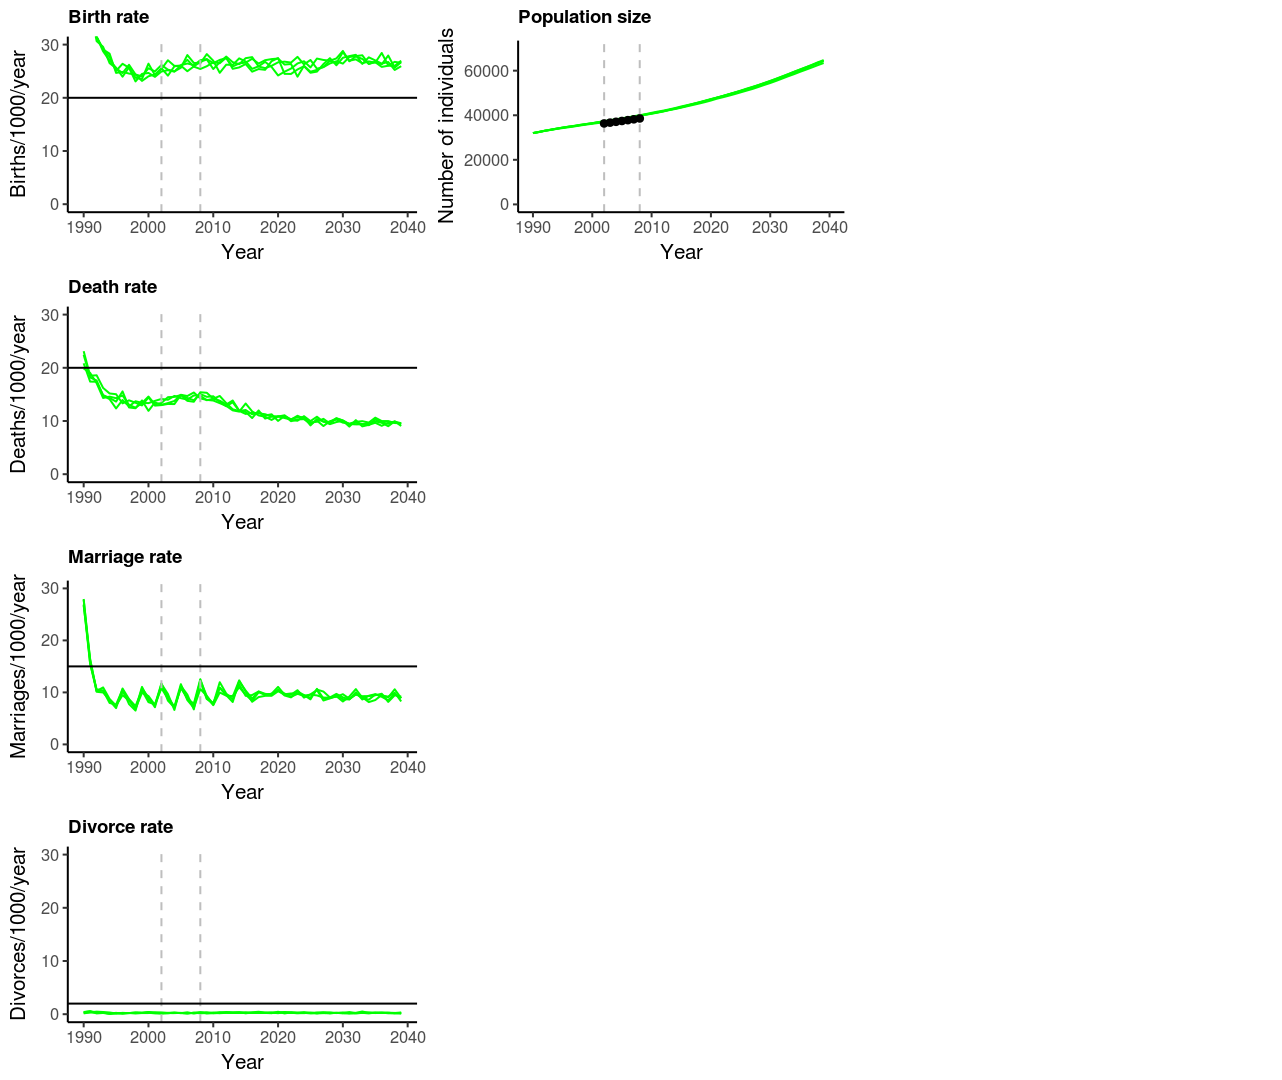 Birth rate
Births/1000/year
30
20
10
0
1990 2000 2010 2020 2030 2040
Year
Population size
Number of individuals
60000
40000
20000
0
1990 2000 2010 2020 2030 2040
Year
Death rate
Deaths/1000/year
30
20
10
0
1990 2000 2010 2020 2030 2040
Year
Marriage rate
Marriages/1000/year
30
20
10
0
1990 2000 2010 2020 2030 2040
Year
Divorce rate
Divorces/1000/year
30
20
10
0
1990 2000 2010 2020 2030 2040
Year